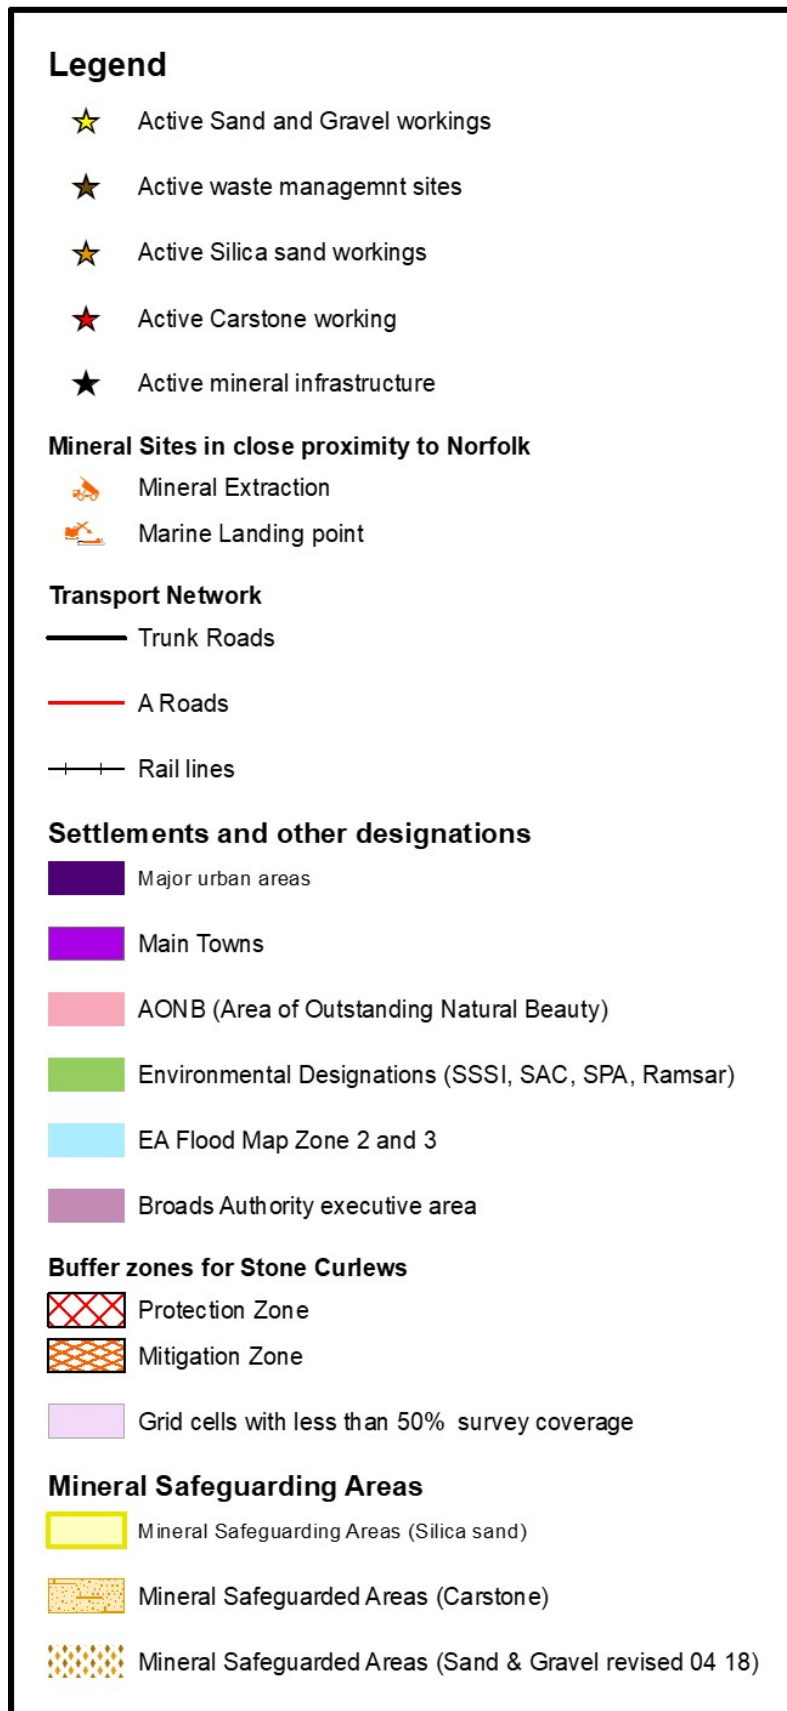 Legend
Active Sand and Gravel workings
Active waste managemnt sites
Active Silica sand workings
Active Carstone working
Active mineral infrastructure
Mineral Sites in close proximity to Norfolk
Mineral Extraction
Marine Landing point
Transport Network
Trunk Roads
A Roads
Rail lines
Settlements and other designations
Major urban areas
Main Towns
AONB (Area of Outstanding Natural Beauty)
Environmental Designations (SSSI, SAC, SPA, Ramsar)
EA Flood Map Zone 2 and 3
Broads Authority executive area
Buffer zones for Stone Curlews
Protection Zone
Mitigation Zone
Grid cells with less than 50% survey coverage
Mineral Safeguarding Areas
Mineral Safeguarding Areas (Silica sand)
Mineral Safeguarded Areas (Carstone)
Mineral Safeguarded Areas (Sand & Gravel revised 04 18)